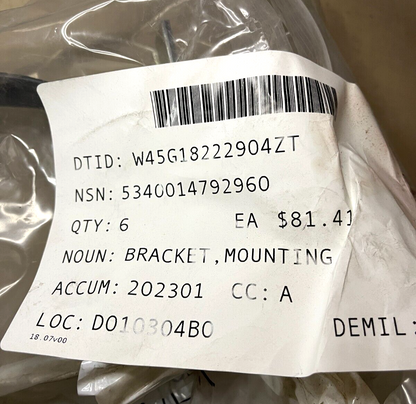 DTID: W45G18222904ZT
NSN: 5340014792960
QTY: 6 EA $81.41
NOUN: BRACKET,MOUNTING
ACCUM: 202301 CC: A
LOC: D010304B0 DEMIL:
18.07v00